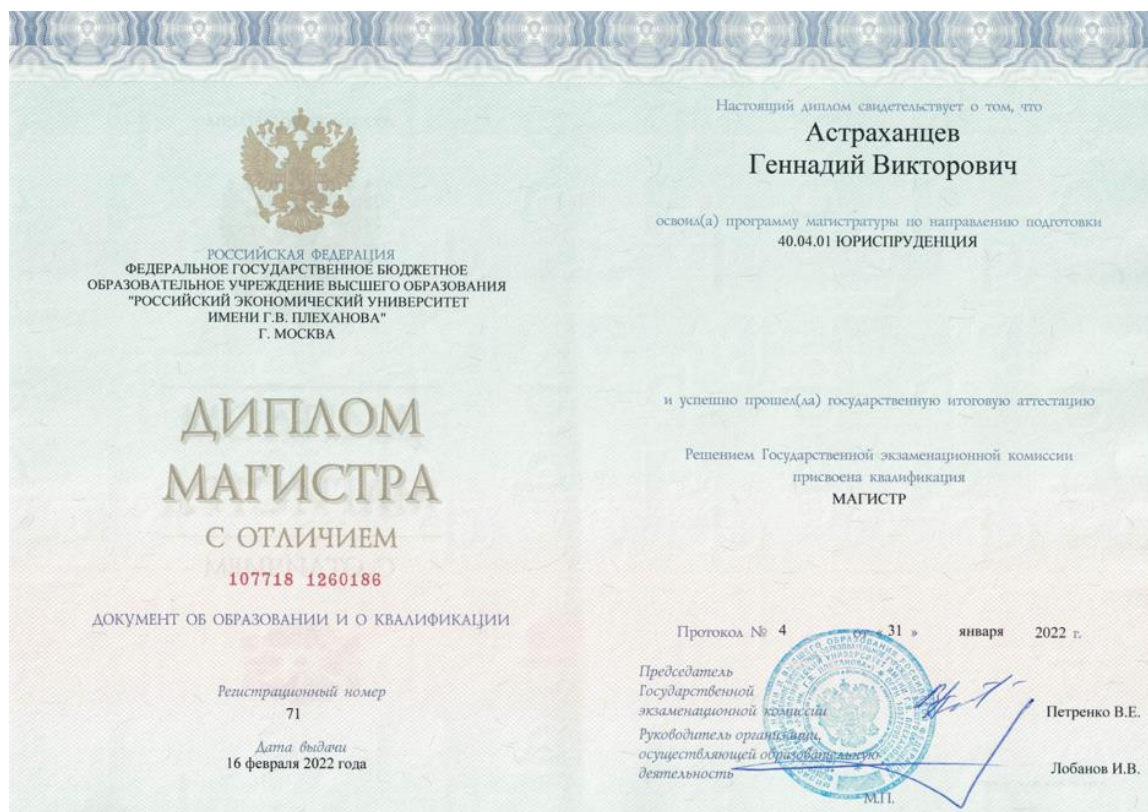 РОССИЙСКАЯ ФЕДЕРАЦИЯ
ФЕДЕРАЛЬНОЕ ГОСУДАРСТВЕННОЕ БЮДЖЕТНОЕ
ОБРАЗОВАТЕЛЬНОЕ УЧРЕЖДЕНИЕ ВЫСШЕГО ОБРАЗОВАНИЯ
"РОССИЙСКИЙ ЭКОНОМИЧЕСКИЙ УНИВЕРСИТЕТ
ИМЕНИ Г.В. ПЛЕХАНОВА"
Г. МОСКВА
ДИПЛОМ
МАГИСТРА
С ОТЛИЧИЕМ
107718 1260186
ДОКУМЕНТ ОБ ОБРАЗОВАНИИ И О КВАЛИФИКАЦИИ
Регистрационный номер
71
Дата выдачи
16 февраля 2022 года
Настоящий диплом свидетельствует о том, что
Астраханцев
Геннадий Викторович
освоил(а) программу магистратуры по направлению подготовки
40.04.01 ЮРИСПРУДЕНЦИЯ
и успешно прошел(ла) государственную итоговую аттестацию
Решением Государственной экзаменационной комиссии
присвоена квалификация
МАГИСТР
Протокол № 4 от « 31 » января 2022 г.
Председатель
Государственной
экзаменационной комиссии
Петренко В.Е.
Руководитель организации,
осуществляющей образовательную
деятельность
Лобанов И.В.
М.П.